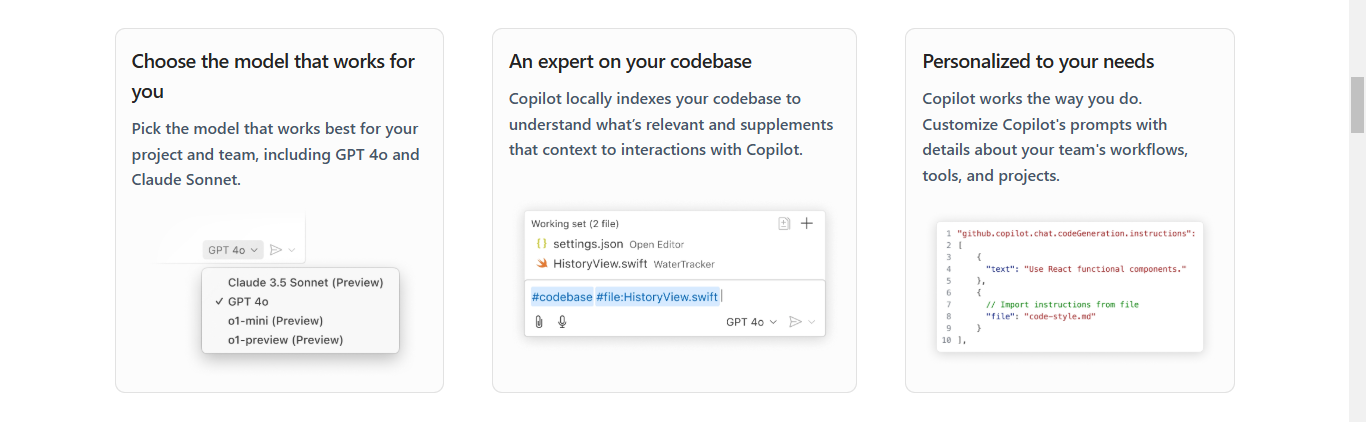 Choose the model that works for
you
Pick the model that works best for your
project and team, including GPT 4o and
Claude Sonnet.
GPT 4o
Claude 3.5 Sonnet (Preview)
✓ GPT 4o
o1-mini (Preview)
o1-preview (Preview)
An expert on your codebase
Copilot locally indexes your codebase to
understand what’s relevant and supplements
that context to interactions with Copilot.
Working set (2 file)
{} settings.json Open Editor
HistoryView.swift WaterTracker
#codebase #file:HistoryView.swift
GPT 4o
Personalized to your needs
Copilot works the way you do.
Customize Copilot's prompts with
details about your team's workflows,
tools, and projects.
1 "github.copilot.chat.codeGeneration.instructions":
2 [
3 {
4 "text": "Use React functional components."
5 },
6 {
7 // Import instructions from file
8 "file": "code-style.md"
9 }
10 ],